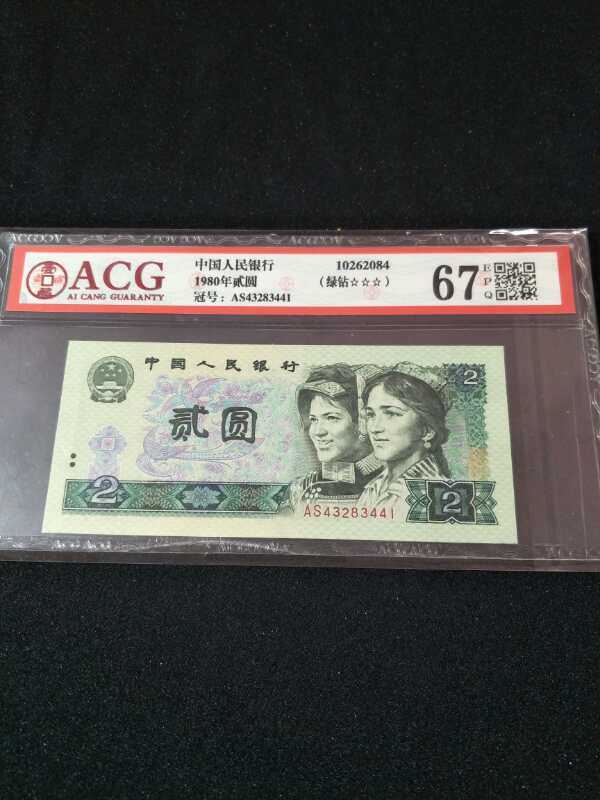 ACG
AI CANG GUARANTY
中国人民银行
1980年贰圆
冠号: AS43283441
10262084
(绿钻☆☆☆)
67
EPQ
中国人民银行
贰圆
2
2
2
AS43283441